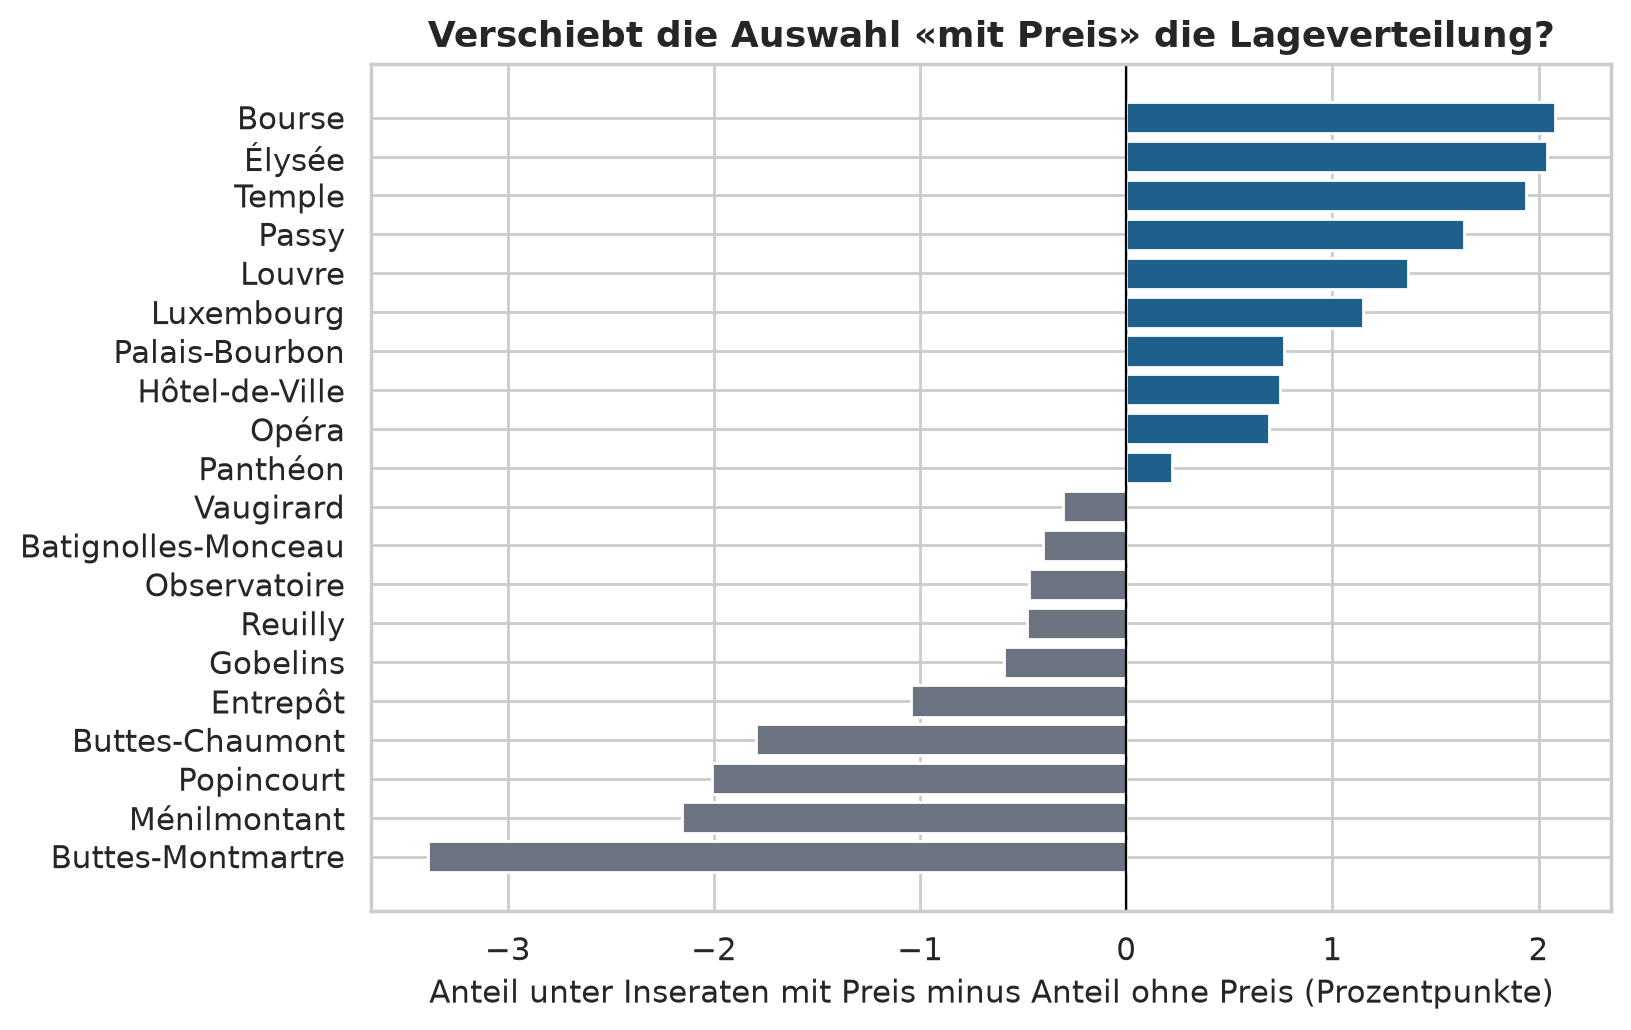 Verschiebt die Auswahl «mit Preis» die Lageverteilung?
Bourse
Élysée
Temple
Passy
Louvre
Luxembourg
Palais-Bourbon
Hôtel-de-Ville
Opéra
Panthéon
Vaugirard
Batignolles-Monceau
Observatoire
Reuilly
Gobelins
Entrepôt
Buttes-Chaumont
Popincourt
Ménilmontant
Buttes-Montmartre
−3 −2 −1 0 1 2
Anteil unter Inseraten mit Preis minus Anteil ohne Preis (Prozentpunkte)